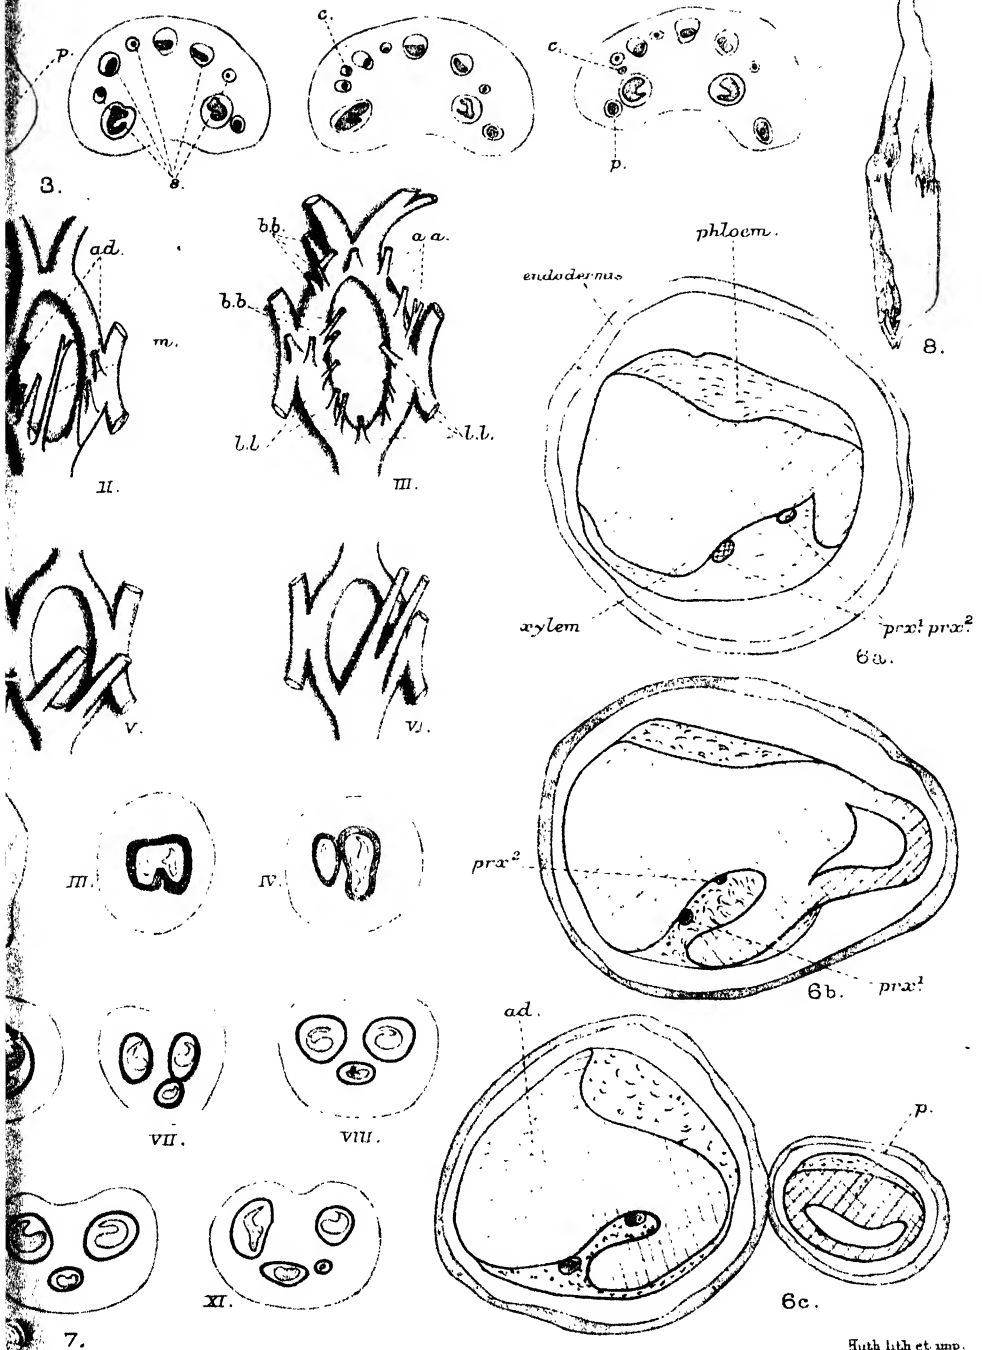 p.
c.
c.
3.
s.
p.
ad.
b.b.
a a.
phloem.
endodermis
b.b.
m.
8.
l.l
l.l.
II.
III.
xylem
prx¹. prx².
6a.
V.
VI.
III.
IV.
prx²
6b.
prx¹.
ad.
VII.
VIII.
p.
XI.
6c.
7.
Huth lith et imp.